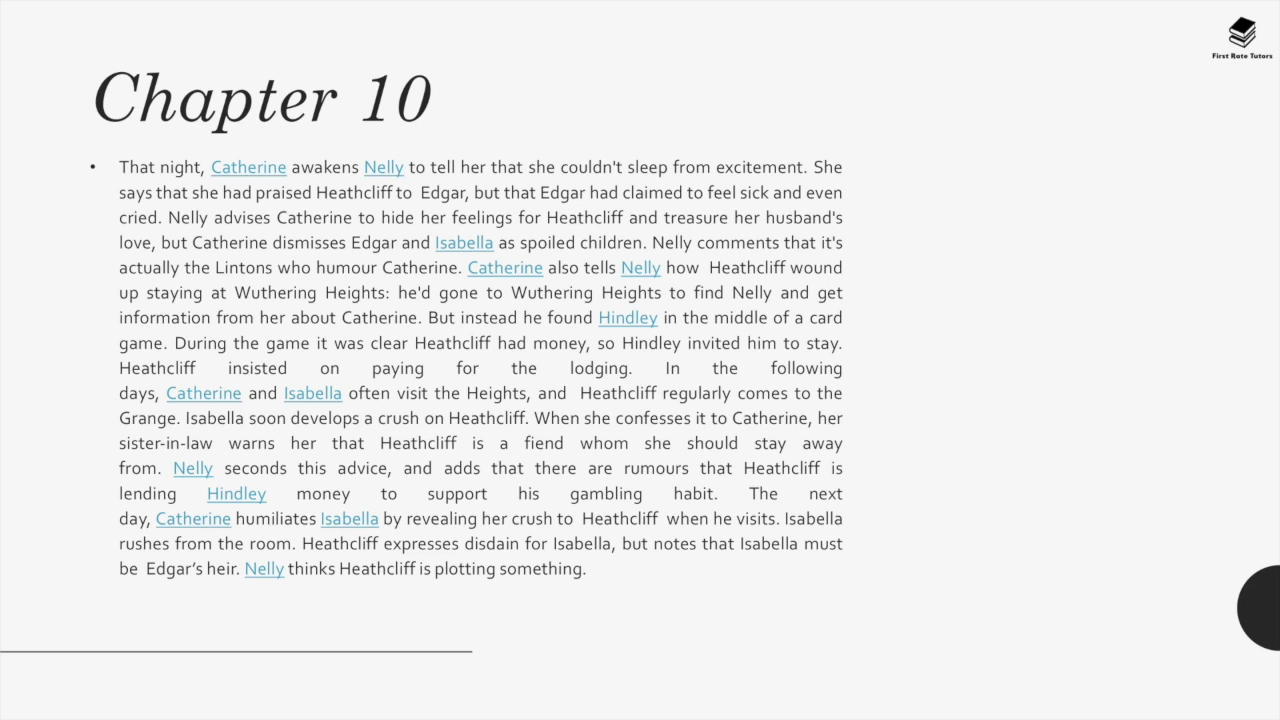 First Rate Tutors
Chapter 10
• That night, Catherine awakens Nelly to tell her that she couldn't sleep from excitement. She
says that she had praised Heathcliff to Edgar, but that Edgar had claimed to feel sick and even
cried. Nelly advises Catherine to hide her feelings for Heathcliff and treasure her husband's
love, but Catherine dismisses Edgar and Isabella as spoiled children. Nelly comments that it's
actually the Lintons who humour Catherine. Catherine also tells Nelly how Heathcliff wound
up staying at Wuthering Heights: he'd gone to Wuthering Heights to find Nelly and get
information from her about Catherine. But instead he found Hindley in the middle of a card
game. During the game it was clear Heathcliff had money, so Hindley invited him to stay.
Heathcliff insisted on paying for the lodging. In the following
days, Catherine and Isabella often visit the Heights, and Heathcliff regularly comes to the
Grange. Isabella soon develops a crush on Heathcliff. When she confesses it to Catherine, her
sister-in-law warns her that Heathcliff is a fiend whom she should stay away
from. Nelly seconds this advice, and adds that there are rumours that Heathcliff is
lending Hindley money to support his gambling habit. The next
day, Catherine humiliates Isabella by revealing her crush to Heathcliff when he visits. Isabella
rushes from the room. Heathcliff expresses disdain for Isabella, but notes that Isabella must
be Edgar’s heir. Nelly thinks Heathcliff is plotting something.